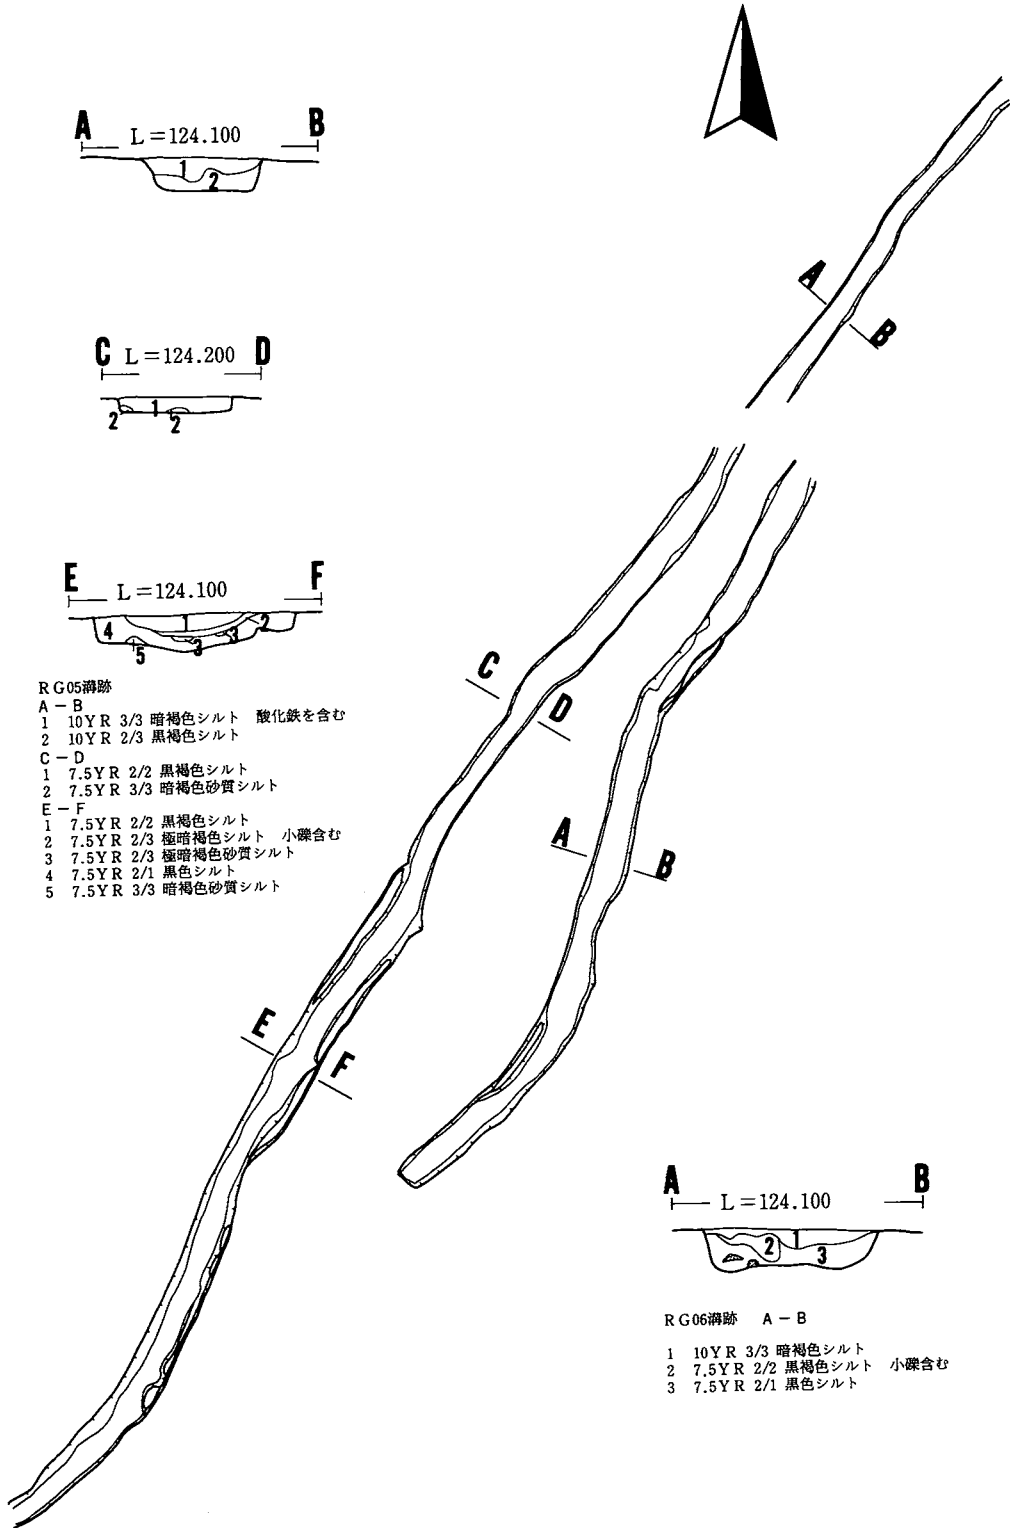 A B
L=124.100
1
2
C D
L=124.200
1
2 2
E F
L=124.100
1
2
3
4
3
5
RG05溝跡
A-B
1 10YR 3/3 暗褐色シルト 酸化鉄を含む
2 10YR 2/3 黒褐色シルト
C-D
1 7.5YR 2/2 黒褐色シルト
2 7.5YR 3/3 暗褐色砂質シルト
E-F
1 7.5YR 2/2 黒褐色シルト
2 7.5YR 2/3 極暗褐色シルト 小礫含む
3 7.5YR 2/3 極暗褐色砂質シルト
4 7.5YR 2/1 黒色シルト
5 7.5YR 3/3 暗褐色砂質シルト
A
B
C
D
A
B
E
F
A B
L=124.100
1
2
3
RG06溝跡 A-B
1 10YR 3/3 暗褐色シルト
2 7.5YR 2/2 黒褐色シルト 小礫含む
3 7.5YR 2/1 黒色シルト